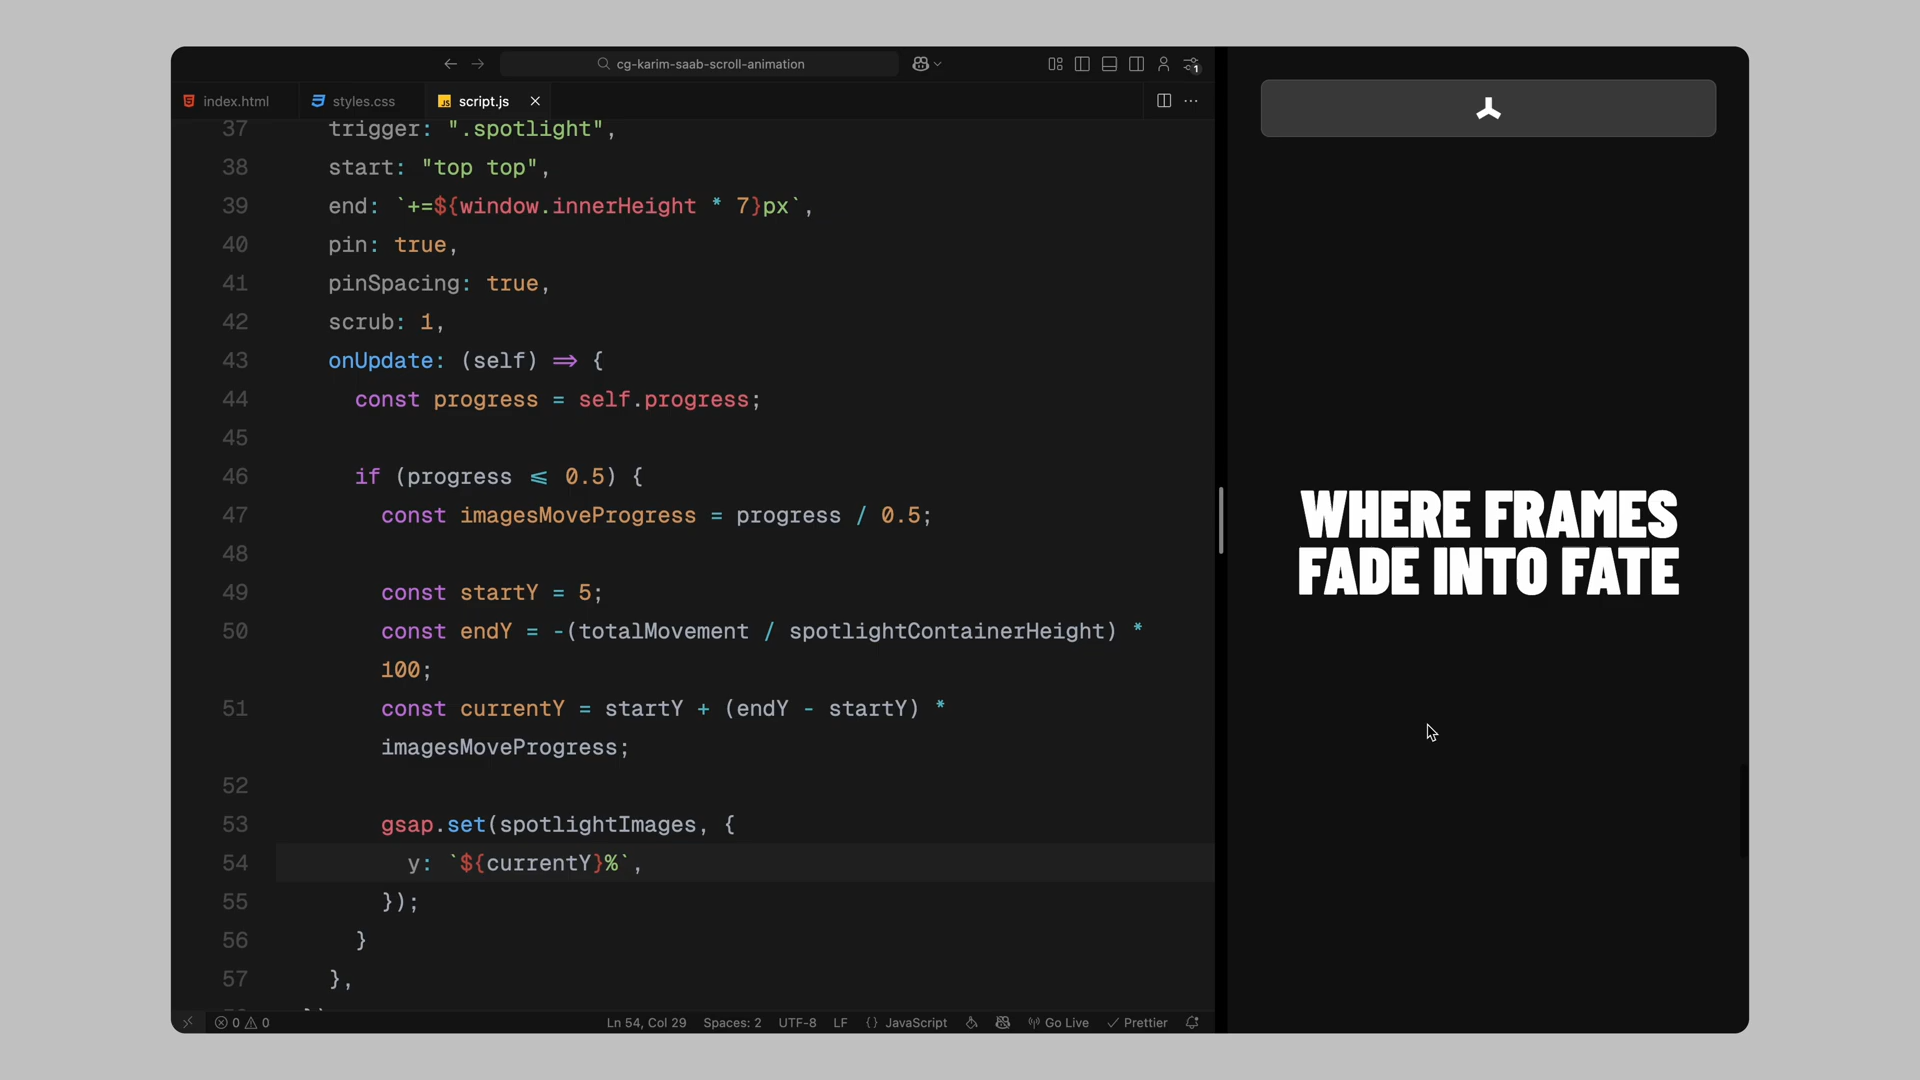 cg-karim-saab-scroll-animation
index.html
styles.css
script.js
37 trigger: ".spotlight",
38 start: "top top",
39 end: `+=${window.innerHeight * 7}px`,
40 pin: true,
41 pinSpacing: true,
42 scrub: 1,
43 onUpdate: (self) => {
44 const progress = self.progress;
45
46 if (progress <= 0.5) {
47 const imagesMoveProgress = progress / 0.5;
48
49 const startY = 5;
50 const endY = -(totalMovement / spotlightContainerHeight) *
100;
51 const currentY = startY + (endY - startY) *
imagesMoveProgress;
52
53 gsap.set(spotlightImages, {
54 y: `${currentY}%`,
55 });
56 }
57 },
0 0
Ln 54, Col 29
Spaces: 2
UTF-8
LF
{} JavaScript
Go Live
Prettier
WHERE FRAMES
FADE INTO FATE